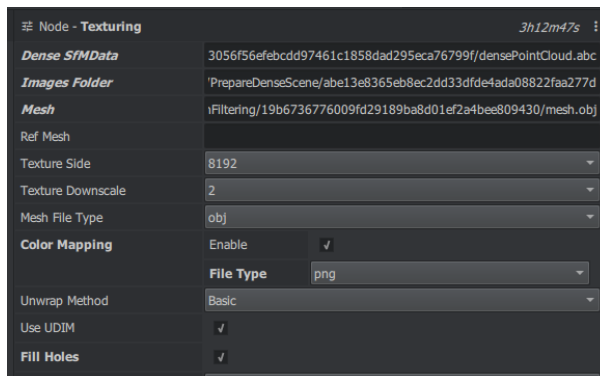 Node - Texturing 3h12m47s
Dense SfMData 3056f56efebcdd97461c1858dad295eca76799f/densePointCloud.abc
Images Folder 'PrepareDenseScene/abe13e8365eb8ec2dd33dfde4ada08822faa277d
Mesh Filtering/19b6736776009fd29189ba8d01ef2a4bee809430/mesh.obj
Ref Mesh
Texture Side 8192
Texture Downscale 2
Mesh File Type obj
Color Mapping Enable
File Type png
Unwrap Method Basic
Use UDIM
Fill Holes